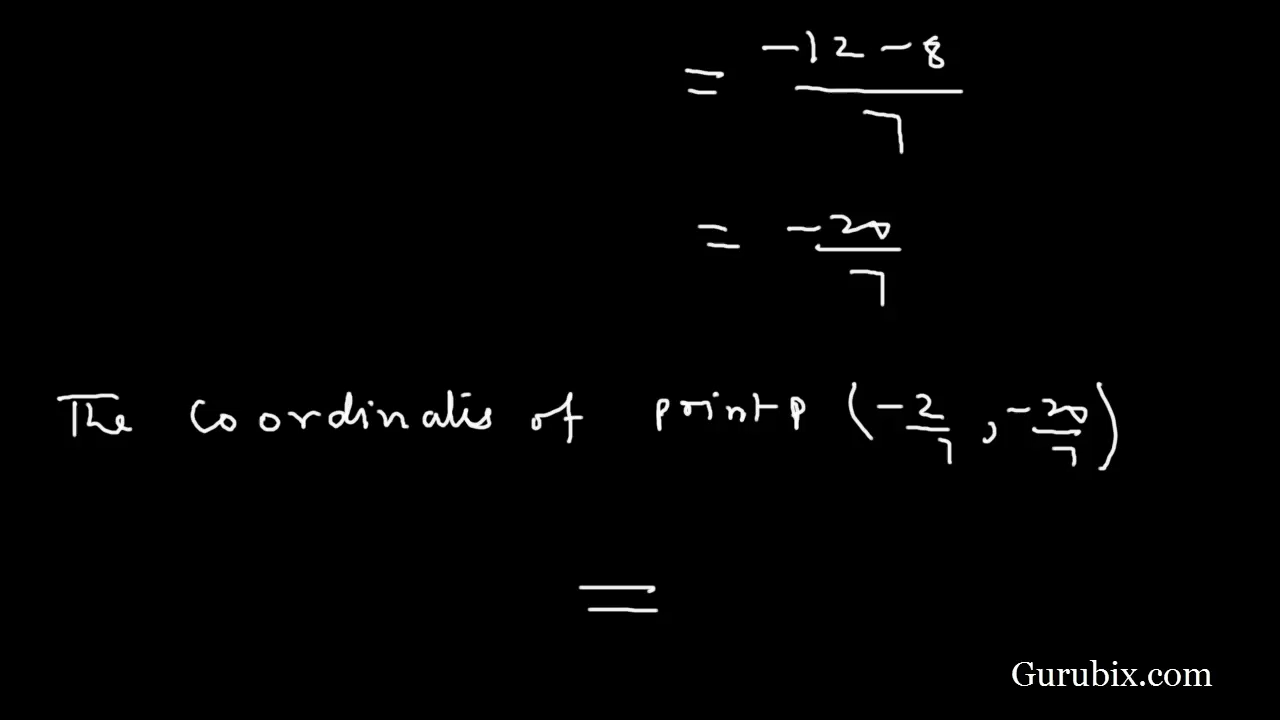 = -12 - 8 / 7
= -20/7
The coordinatis of point P (-2/7, -20/7)
=
Gurubix.com